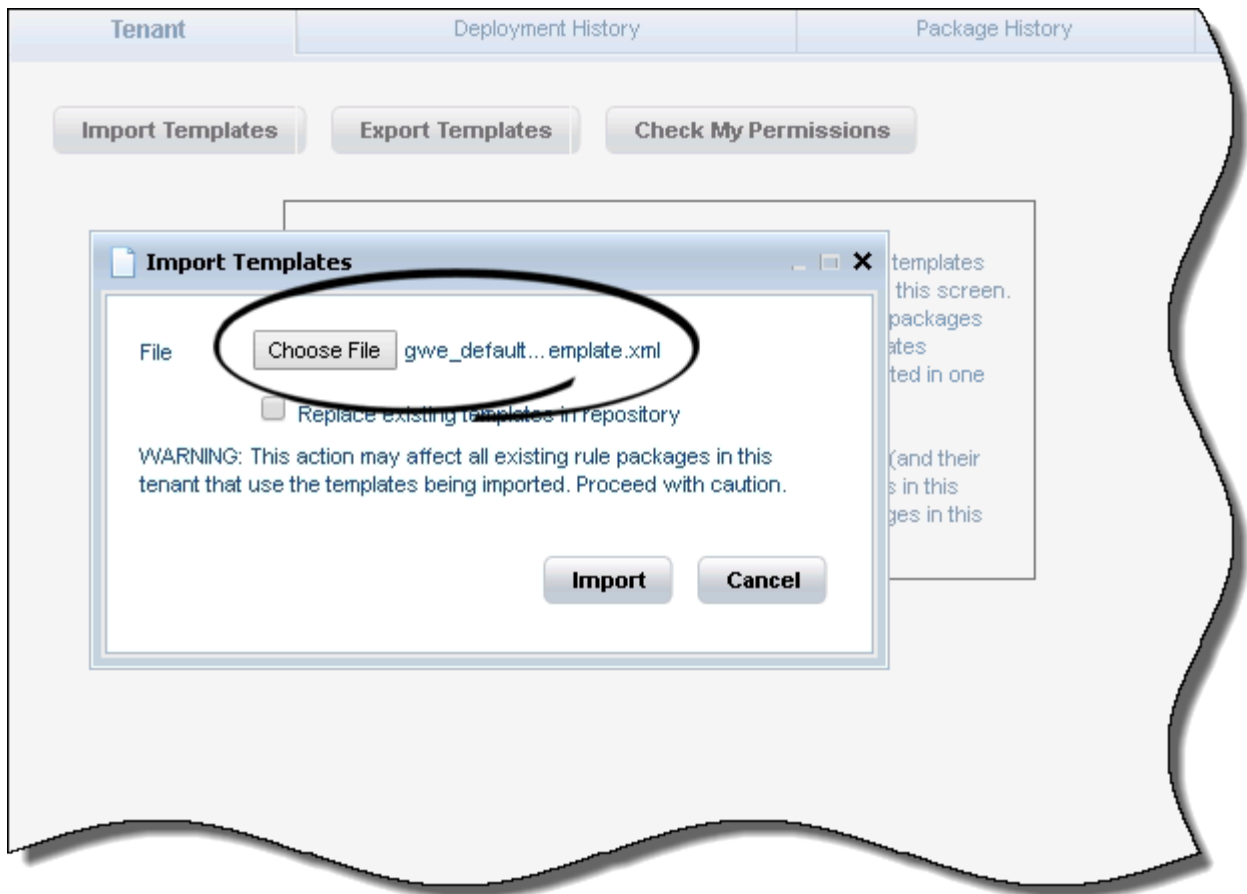 Tenant
Deployment History
Package History
Import Templates
Export Templates
Check My Permissions
Import Templates
File
Choose File
gwe_default...emplate.xml
Replace existing templates in repository
WARNING: This action may affect all existing rule packages in this
tenant that use the templates being imported. Proceed with caution.
Import
Cancel
templates
this screen.
packages
ted in one
(and their
s in this
ges in this